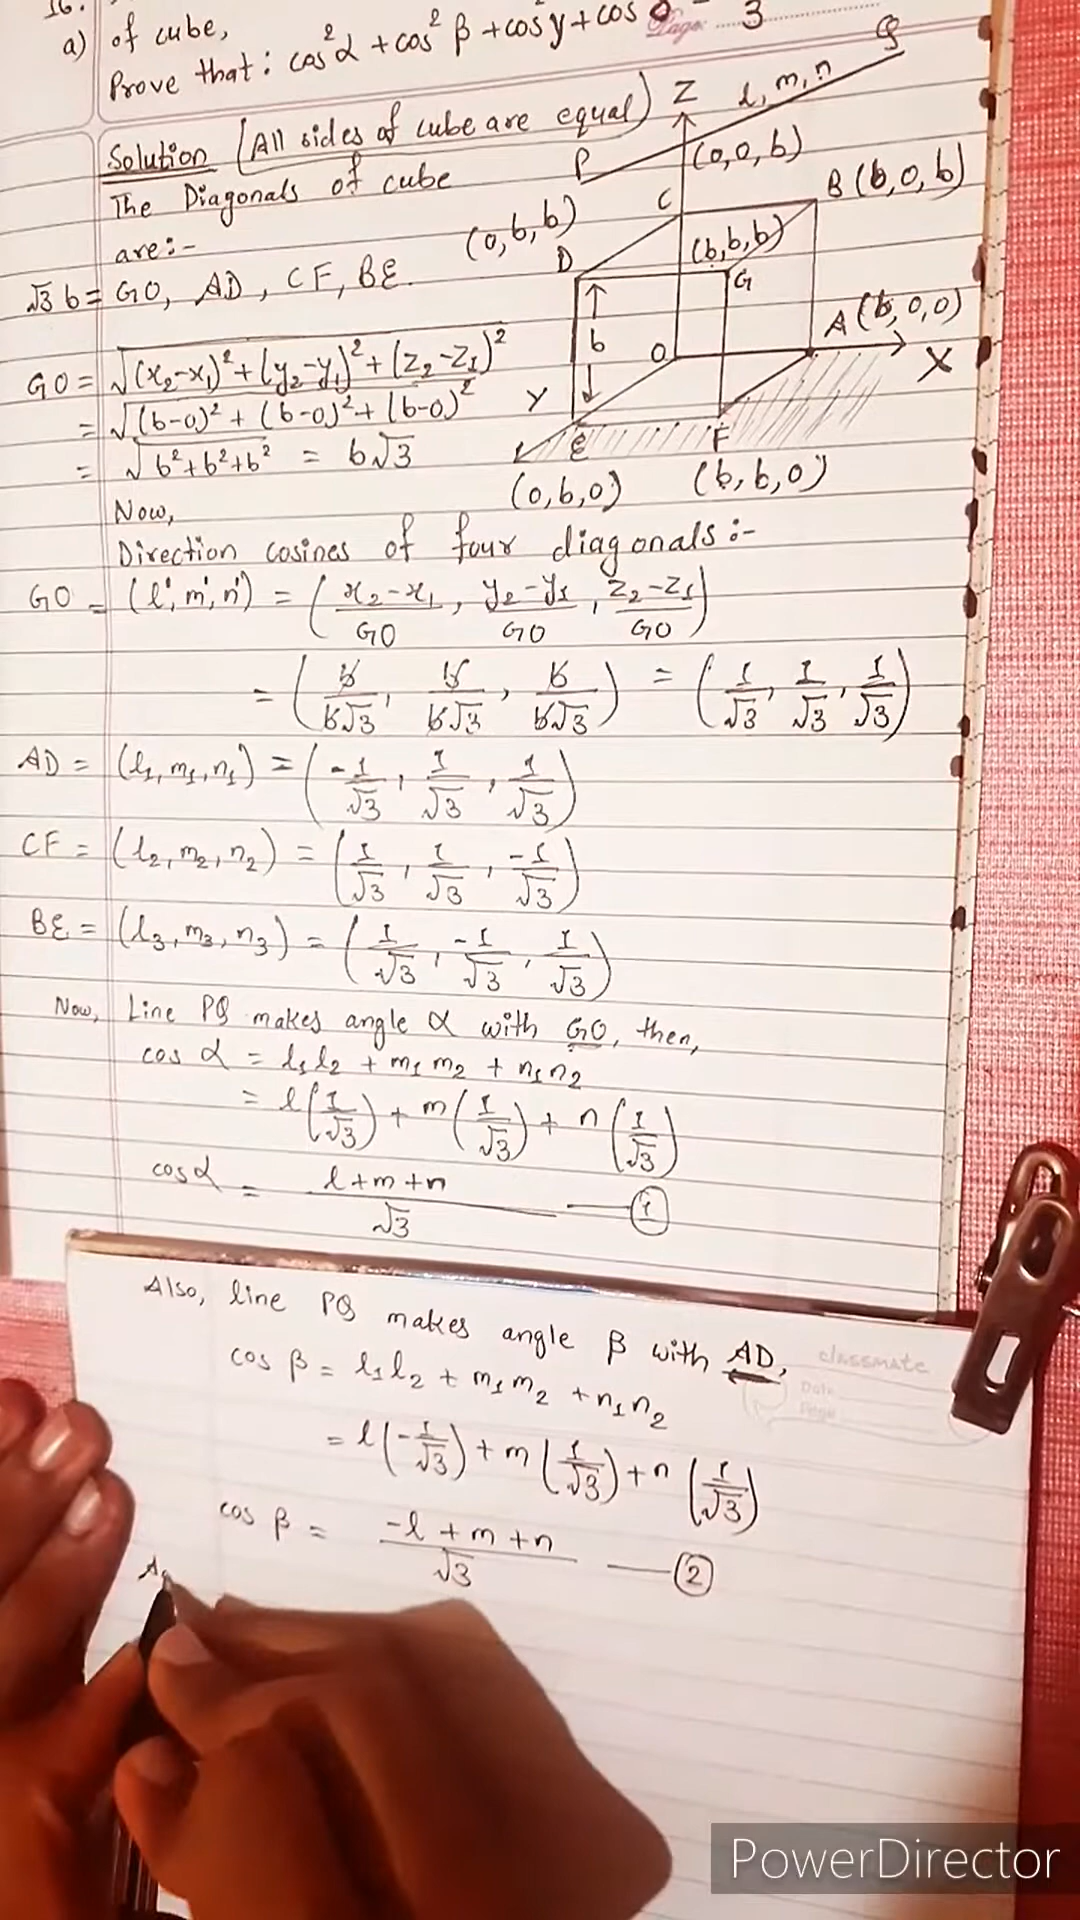 16.
a) of cube,
Prove that: cos²α + cos²β + cos²γ + cos
Page: 3
Solution (All sides of cube are equal)
The Diagonals of cube
are:-
√3 b = GO, AD, CF, BE.
Z
l, m, n
Q
P
(0,0,b)
C
B (b,0,b)
(0,b,b)
D
(b,b,b)
G
b
O
A (b,0,0)
X
Y
E
F
(0,b,0)
(b,b,0)
GO = √(x₂-x₁)² + (y₂-y₁)² + (z₂-z₁)²
= √(b-0)² + (b-0)² + (b-0)²
= √b²+b²+b² = b√3
Now,
Direction cosines of four diagonals:-
GO = (l', m', n') = (x₂-x₁/GO, y₂-y₁/GO, z₂-z₁/GO)
= (b/b√3, b/b√3, b/b√3) = (1/√3, 1/√3, 1/√3)
AD = (l₁, m₁, n₁) = (-1/√3, 1/√3, 1/√3)
CF = (l₂, m₂, n₂) = (1/√3, 1/√3, -1/√3)
BE = (l₃, m₃, n₃) = (1/√3, -1/√3, 1/√3)
Now, Line PQ makes angle α with GO, then,
cos α = l₁l₂ + m₁m₂ + n₁n₂
= l(1/√3) + m(1/√3) + n(1/√3)
cosα = l+m+n/√3 — ①
Also, line PQ makes angle β with AD,
classmate
Date
Page
cos β = l₁l₂ + m₁m₂ + n₁n₂
= l(-1/√3) + m(1/√3) + n(1/√3)
cos β = -l+m+n/√3 — ②
PowerDirector